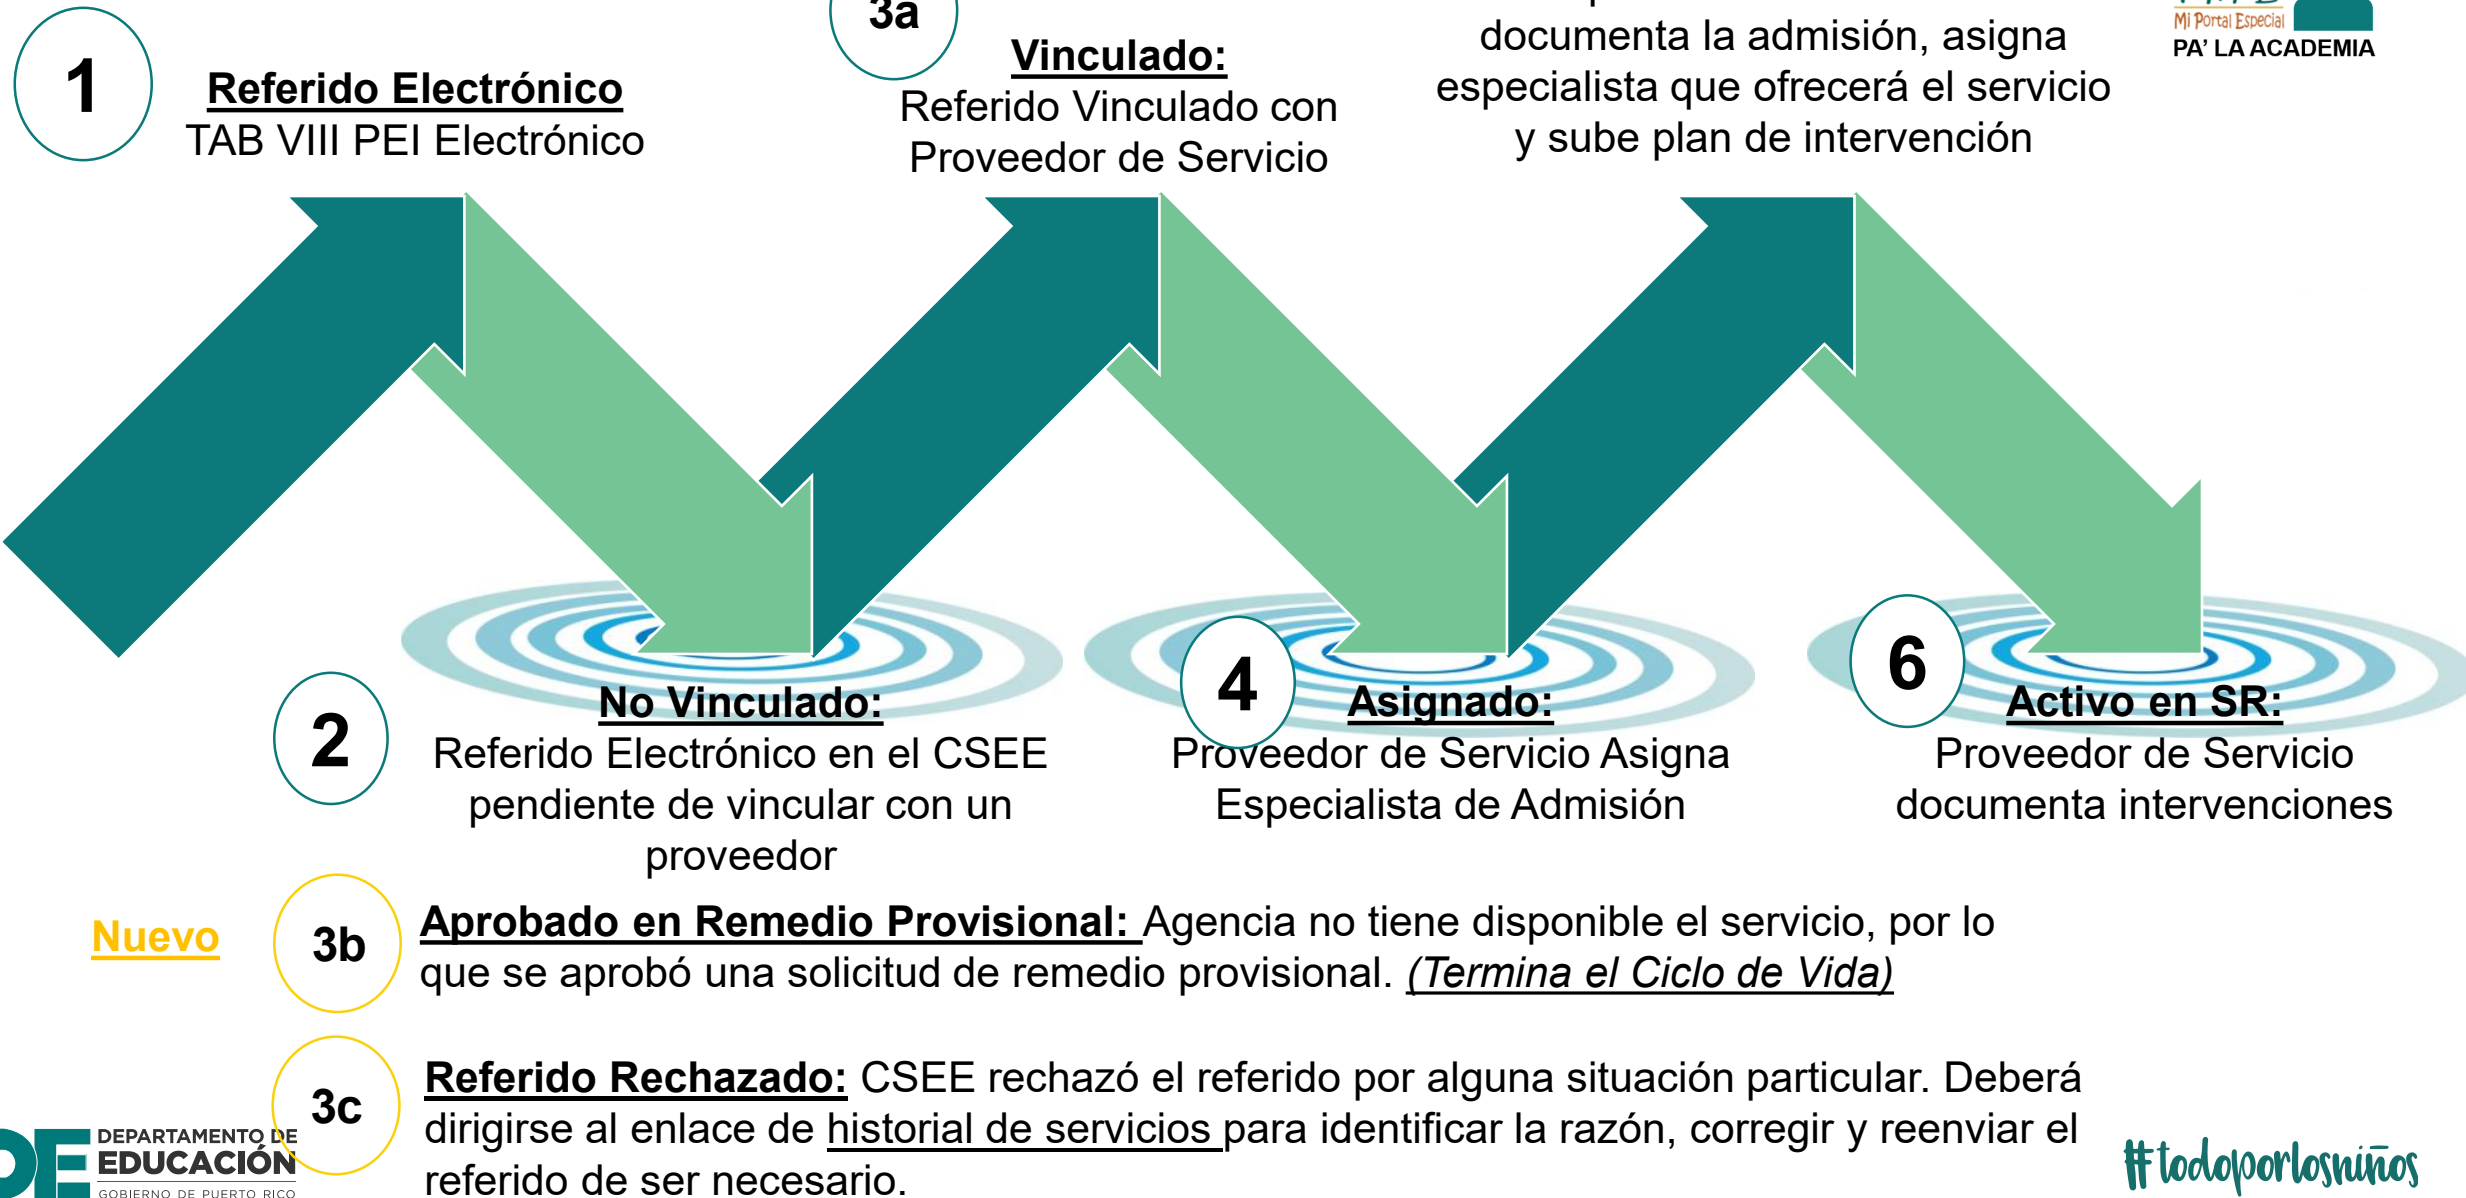 1
Referido Electrónico
TAB VIII PEI Electrónico
3a
Vinculado:
Referido Vinculado con
Proveedor de Servicio
documenta la admisión, asigna
especialista que ofrecerá el servicio
y sube plan de intervención
Mi Portal Especial
PA' LA ACADEMIA
2
No Vinculado:
Referido Electrónico en el CSEE
pendiente de vincular con un
proveedor
4
Asignado:
Proveedor de Servicio Asigna
Especialista de Admisión
6
Activo en SR:
Proveedor de Servicio
documenta intervenciones
Nuevo
3b
Aprobado en Remedio Provisional: Agencia no tiene disponible el servicio, por lo
que se aprobó una solicitud de remedio provisional. (Termina el Ciclo de Vida)
3c
Referido Rechazado: CSEE rechazó el referido por alguna situación particular. Deberá
dirigirse al enlace de historial de servicios para identificar la razón, corregir y reenviar el
referido de ser necesario.
DE
DEPARTAMENTO DE
EDUCACIÓN
GOBIERNO DE PUERTO RICO
#todoporlosniños